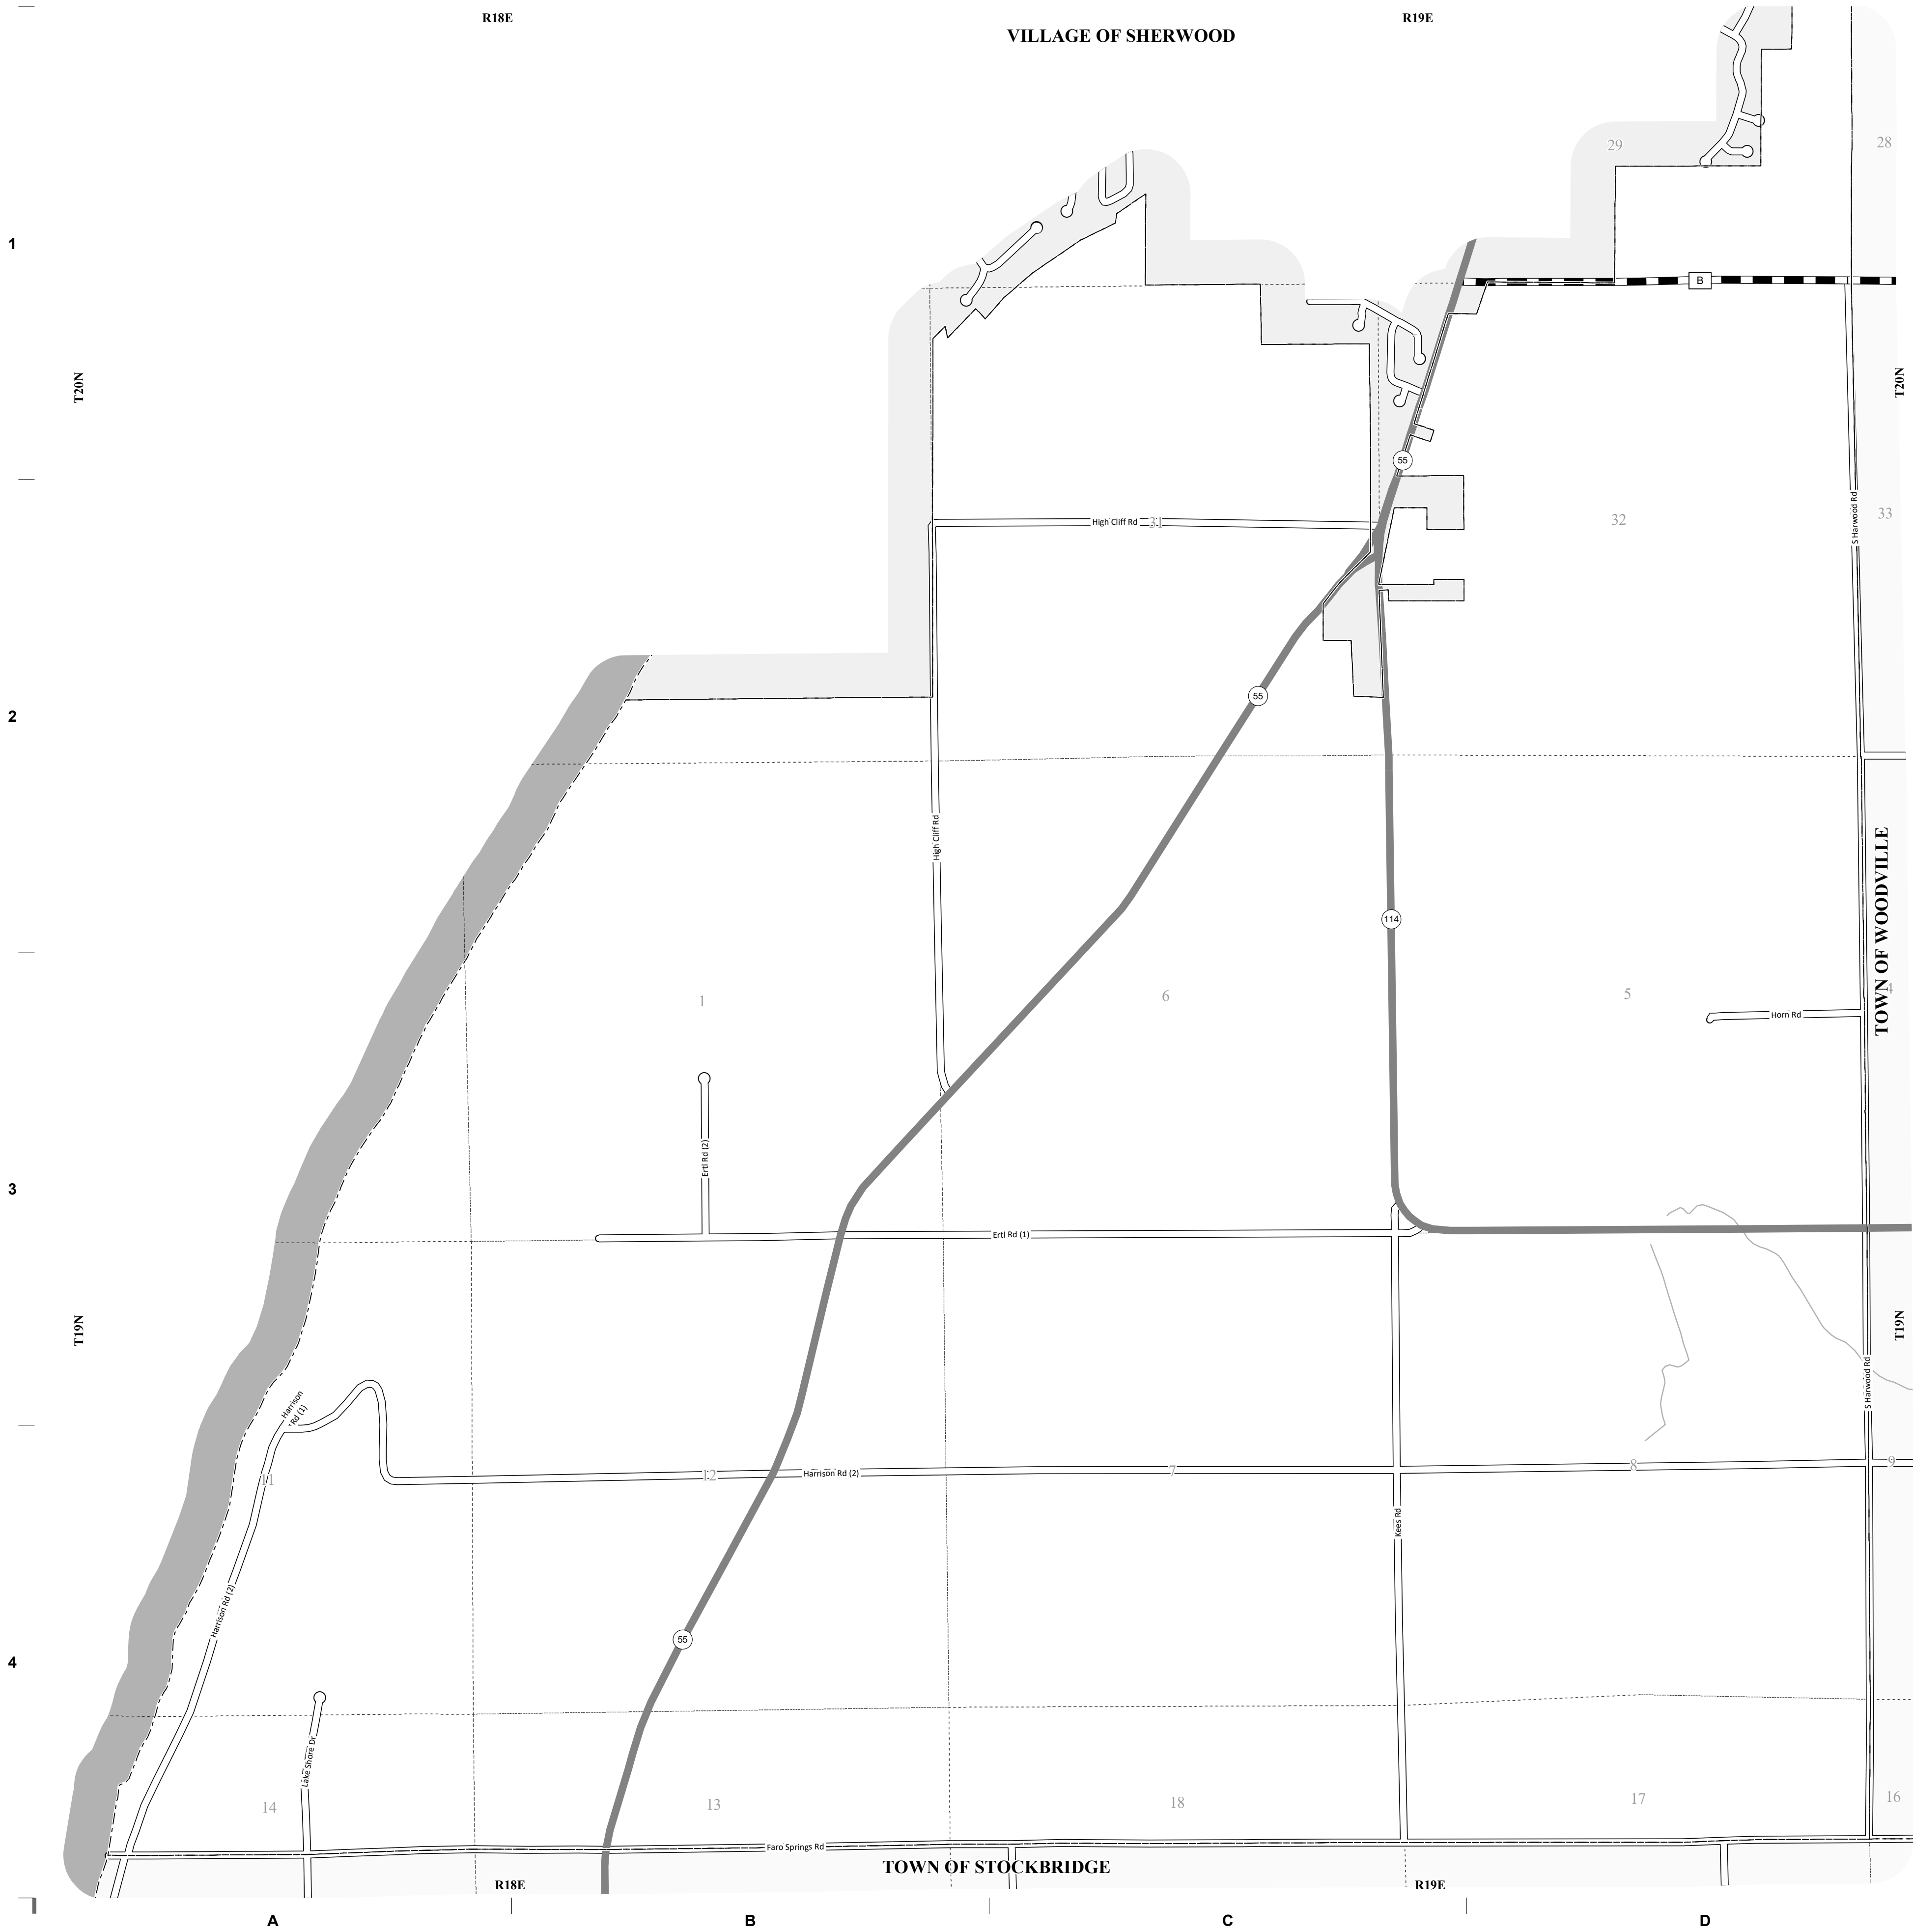 R18E
R19E
VILLAGE OF SHERWOOD
29
28
1
B
T20N
T20N
55
High Cliff Rd
31
32
33
S Harwood Rd
55
2
High Cliff Rd
TOWN OF WOODVILLE
114
1
6
5
4
Horn Rd
Ertl Rd (2)
3
Ertl Rd (1)
T19N
T19N
S Harwood Rd
Harrison
Rd (1)
11
12
Harrison Rd (2)
7
8
9
Kees Rd
Harrison Rd (2)
55
4
Lake Shore Dr
14
13
18
17
16
Faro Springs Rd
TOWN OF STOCKBRIDGE
R18E
R19E
A
B
C
D